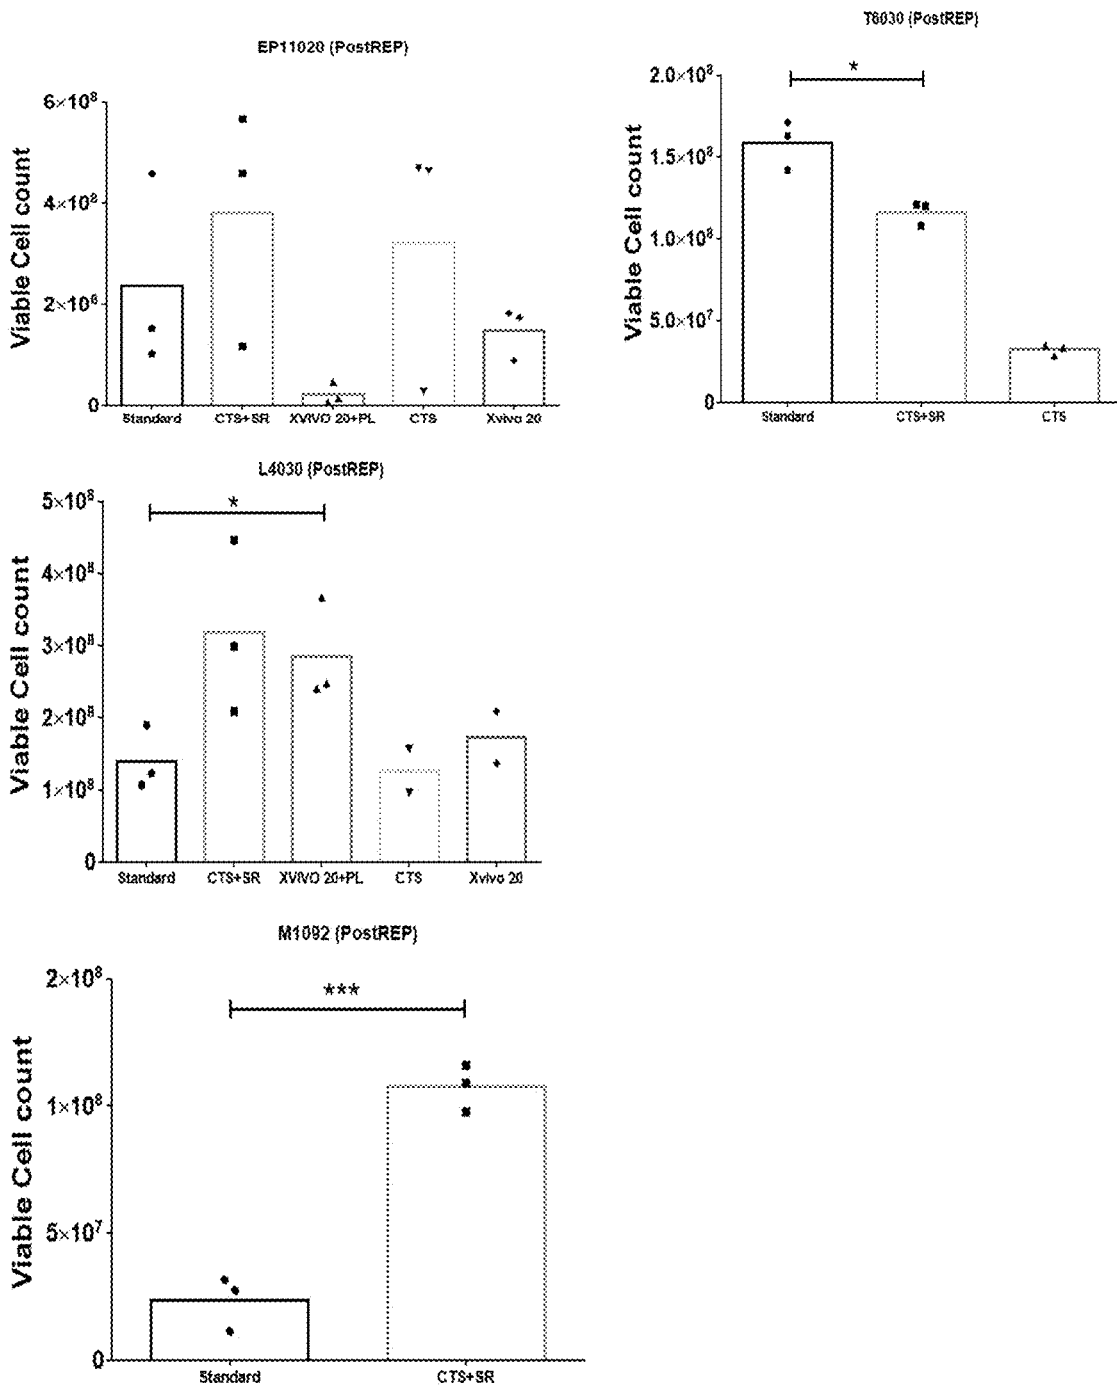 EP11020 (PostREP)
Viable Cell count
6×10⁸
4×10⁸
2×10⁸
0
Standard CTS+SR XVIVO 20+PL CTS Xvivo 20
T6030 (PostREP)
*
Viable Cell count
2.0×10⁸
1.5×10⁸
1.0×10⁸
5.0×10⁷
0
Standard CTS+SR CTS
L4030 (PostREP)
*
Viable Cell count
5×10⁸
4×10⁸
3×10⁸
2×10⁸
1×10⁸
0
Standard CTS+SR XVIVO 20+PL CTS Xvivo 20
M1092 (PostREP)
***
Viable Cell count
2×10⁸
1×10⁸
5×10⁷
0
Standard CTS+SR